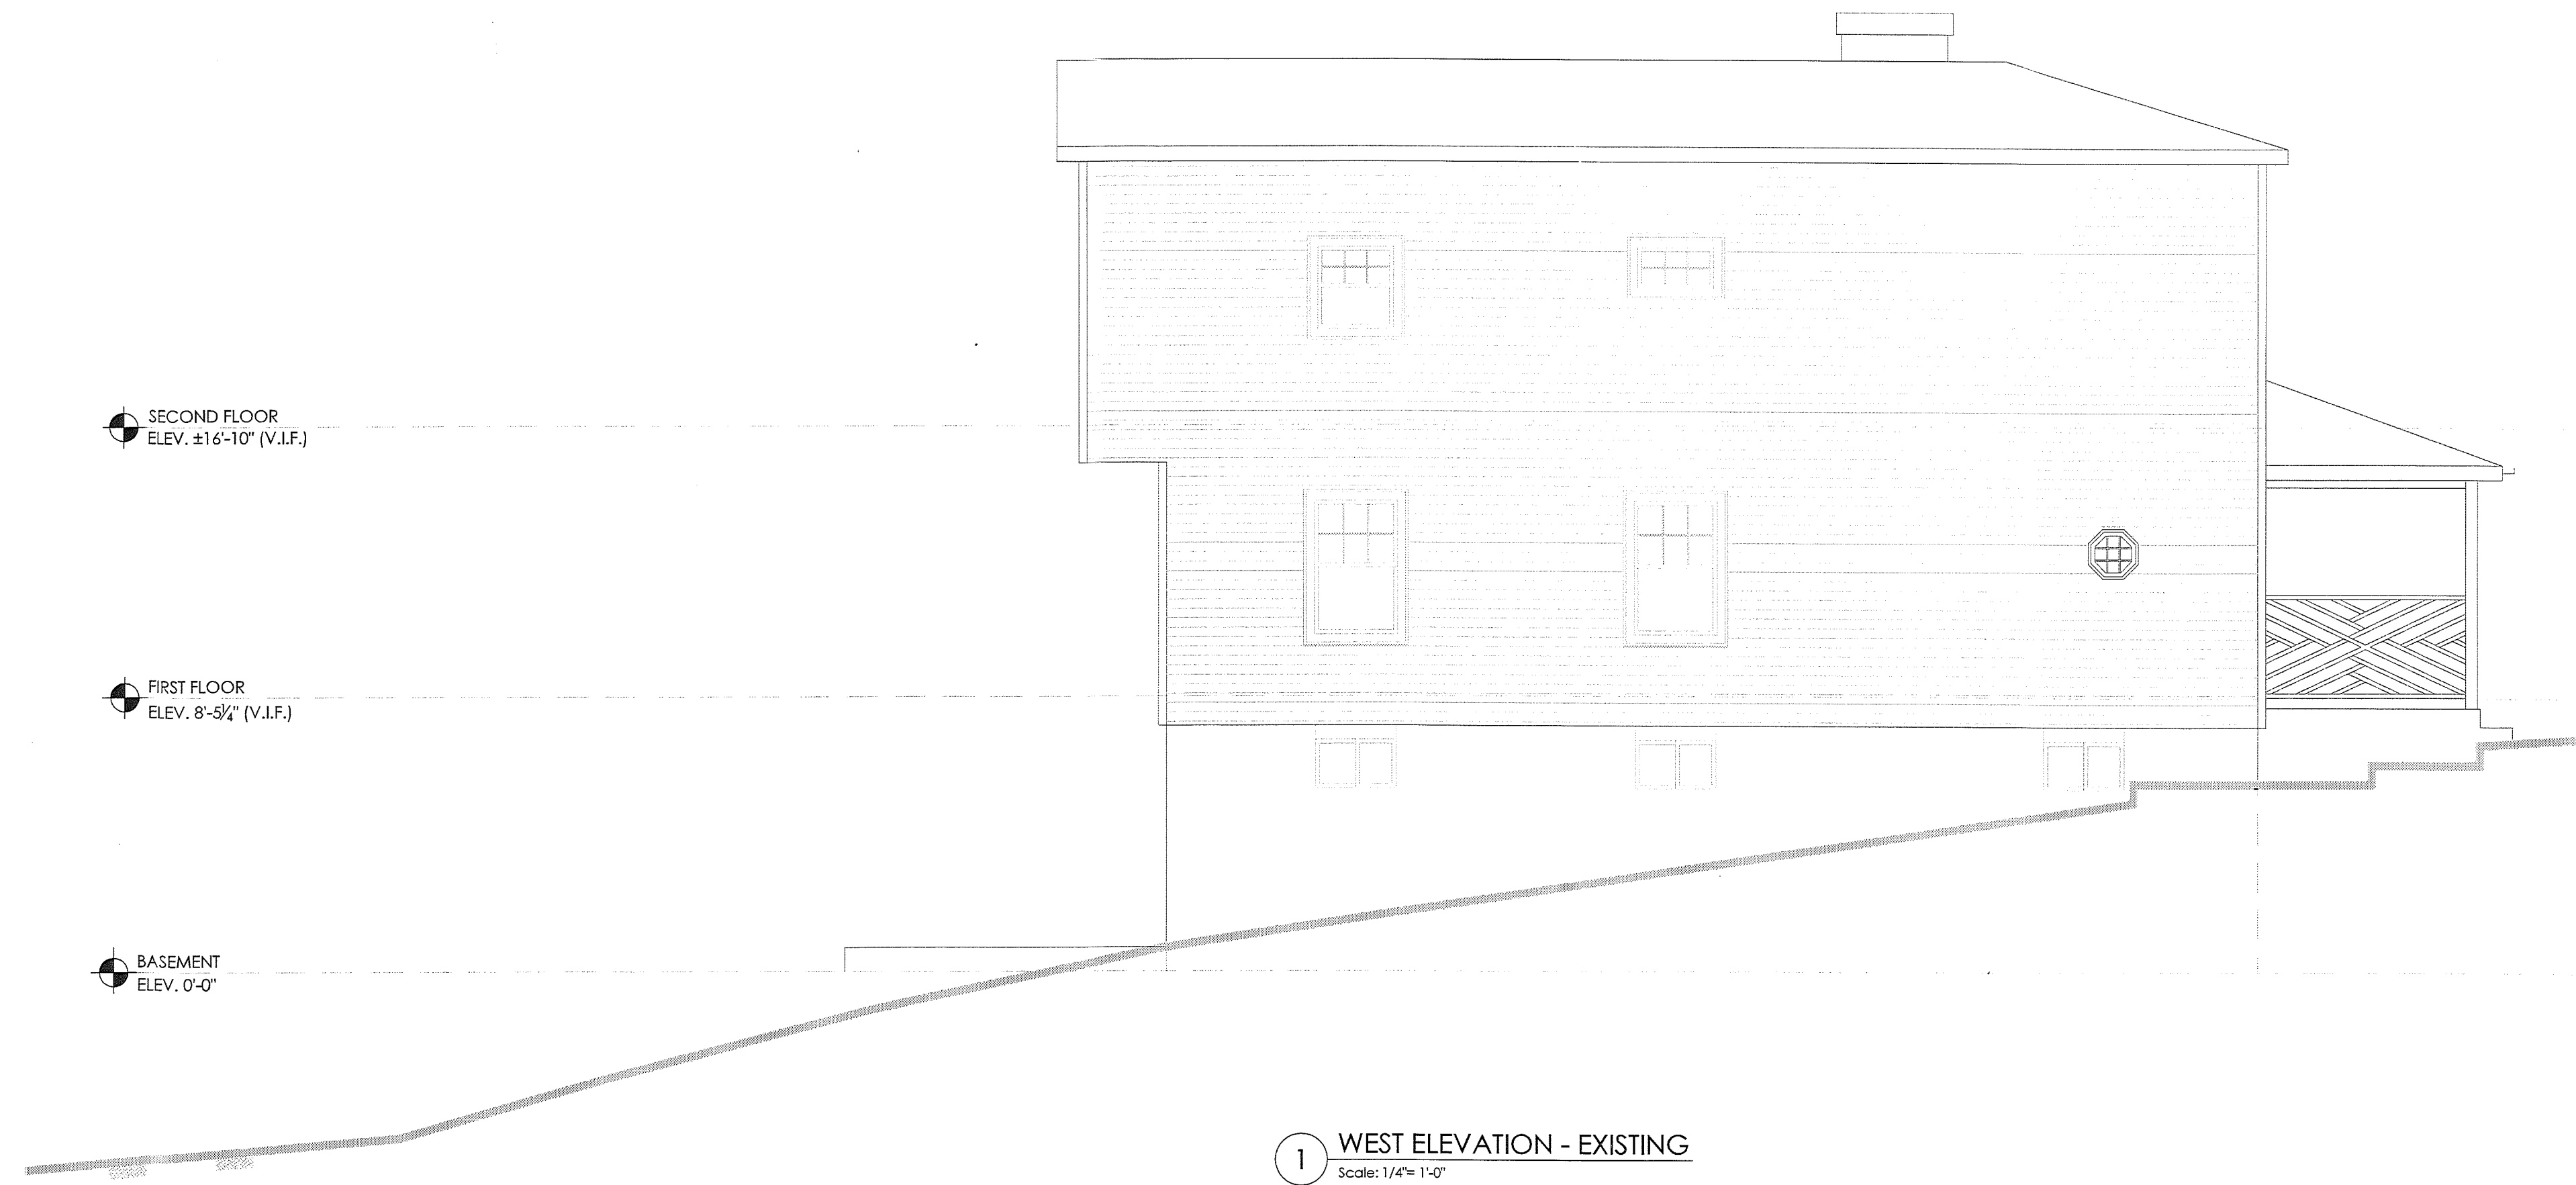 SECOND FLOOR
ELEV. ±16'-10" (V.I.F.)
FIRST FLOOR
ELEV. 8'-5¼" (V.I.F.)
BASEMENT
ELEV. 0'-0"
1 WEST ELEVATION - EXISTING
Scale: 1/4"= 1'-0"